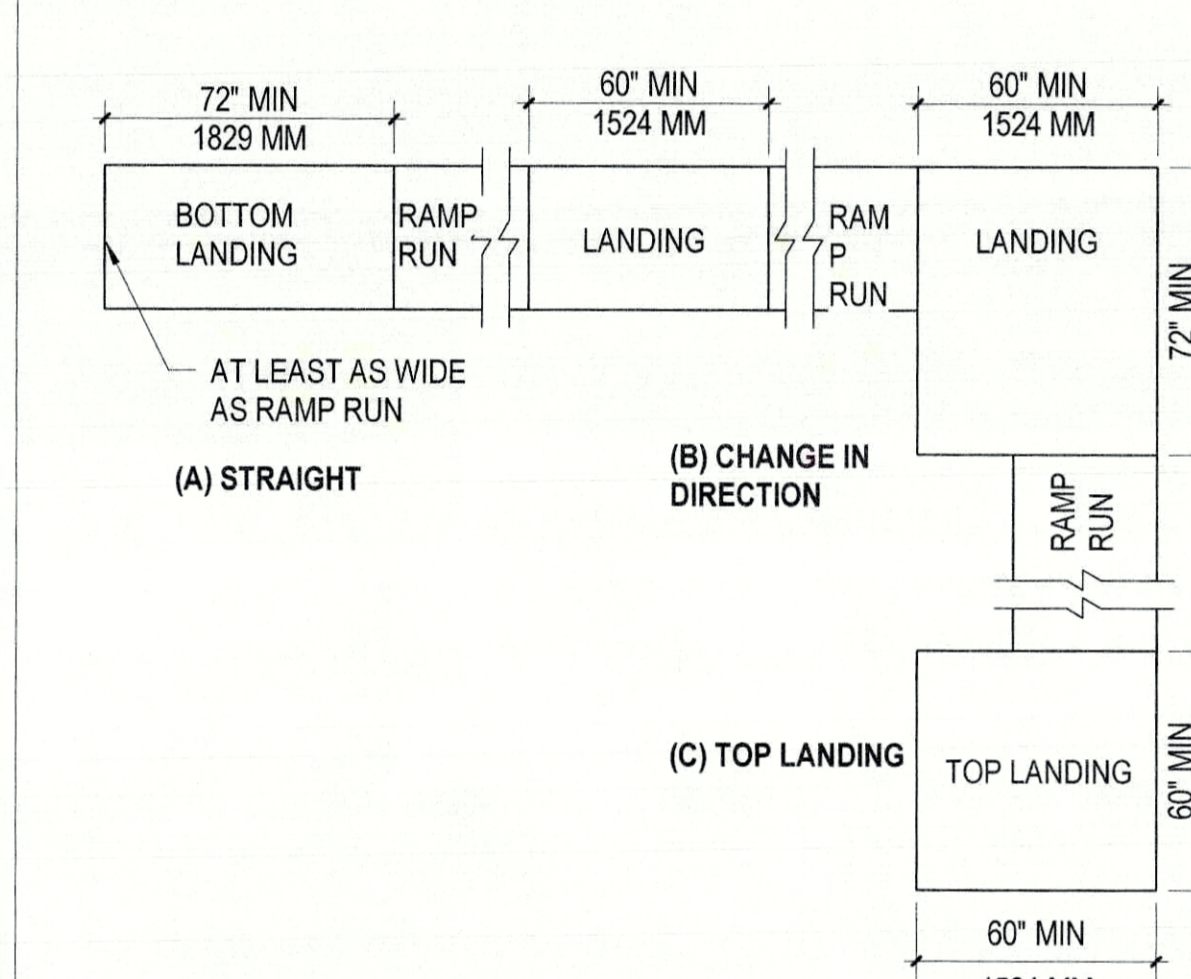 72" MIN
1829 MM
60" MIN
1524 MM
60" MIN
1524 MM
BOTTOM
LANDING
RAMP
RUN
LANDING
RAM
P
RUN
LANDING
72" MIN
AT LEAST AS WIDE
AS RAMP RUN
(A) STRAIGHT
(B) CHANGE IN
DIRECTION
RAMP
RUN
(C) TOP LANDING
TOP LANDING
60" MIN
60" MIN